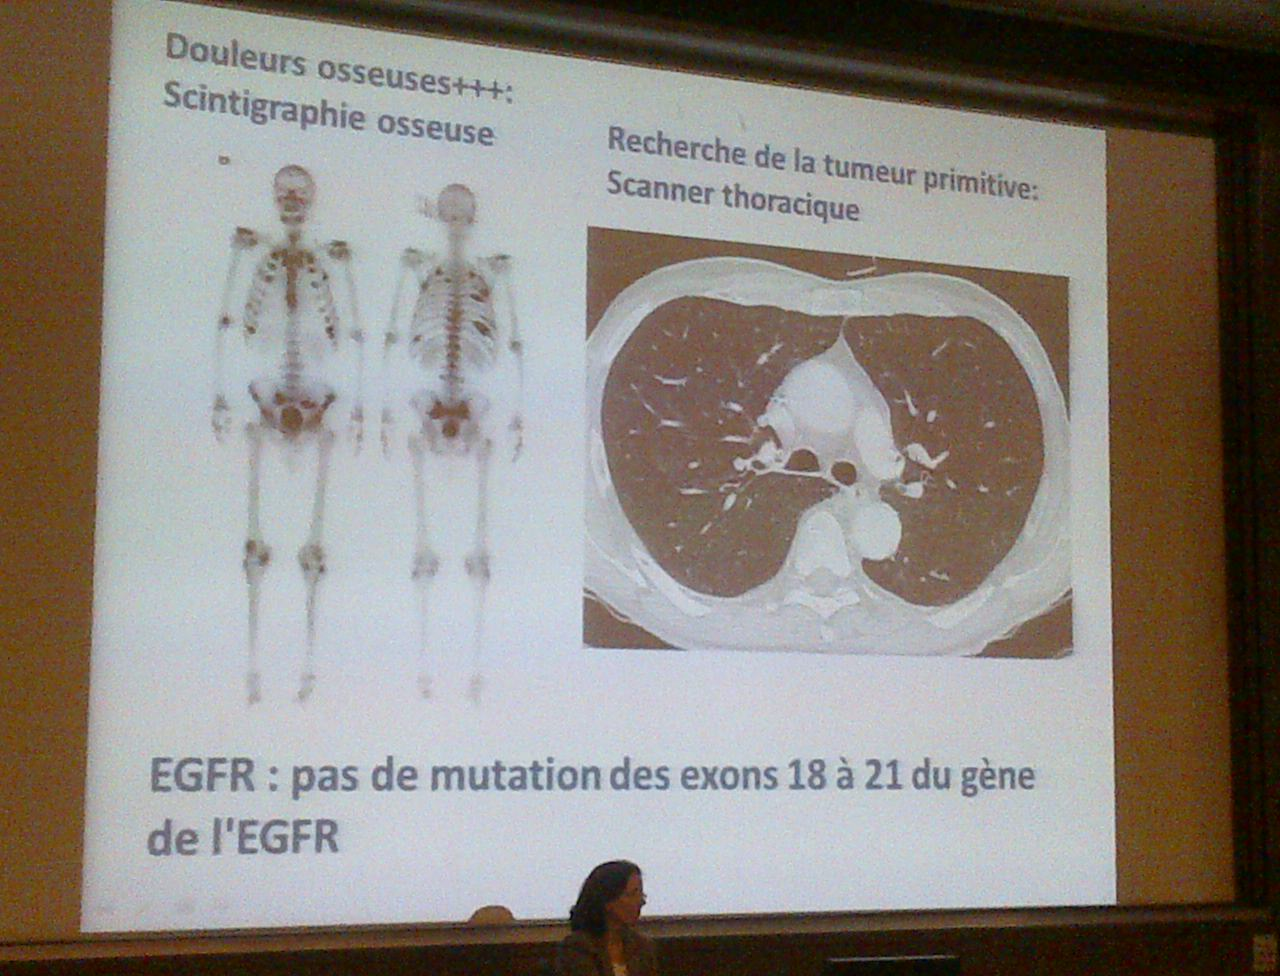 Douleurs osseuses+++:
Scintigraphie osseuse
Recherche de la tumeur primitive:
Scanner thoracique
EGFR : pas de mutation des exons 18 à 21 du gène
de l'EGFR